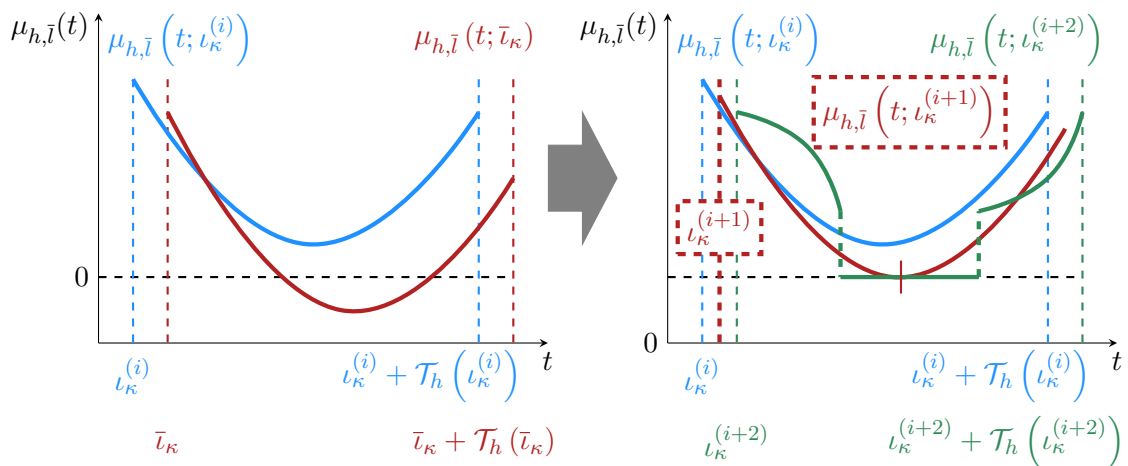 μ_{h,l̄}(t)
μ_{h,l̄}(t; ι_κ^{(i)})
μ_{h,l̄}(t; ῑ_κ)
0
t
ι_κ^{(i)}
ι_κ^{(i)} + 𝒯_h(ι_κ^{(i)})
ῑ_κ
ῑ_κ + 𝒯_h(ῑ_κ)
μ_{h,l̄}(t)
μ_{h,l̄}(t; ι_κ^{(i)})
μ_{h,l̄}(t; ι_κ^{(i+2)})
μ_{h,l̄}(t; ι_κ^{(i+1)})
ι_κ^{(i+1)}
0
t
ι_κ^{(i)}
ι_κ^{(i)} + 𝒯_h(ι_κ^{(i)})
ι_κ^{(i+2)}
ι_κ^{(i+2)} + 𝒯_h(ι_κ^{(i+2)})